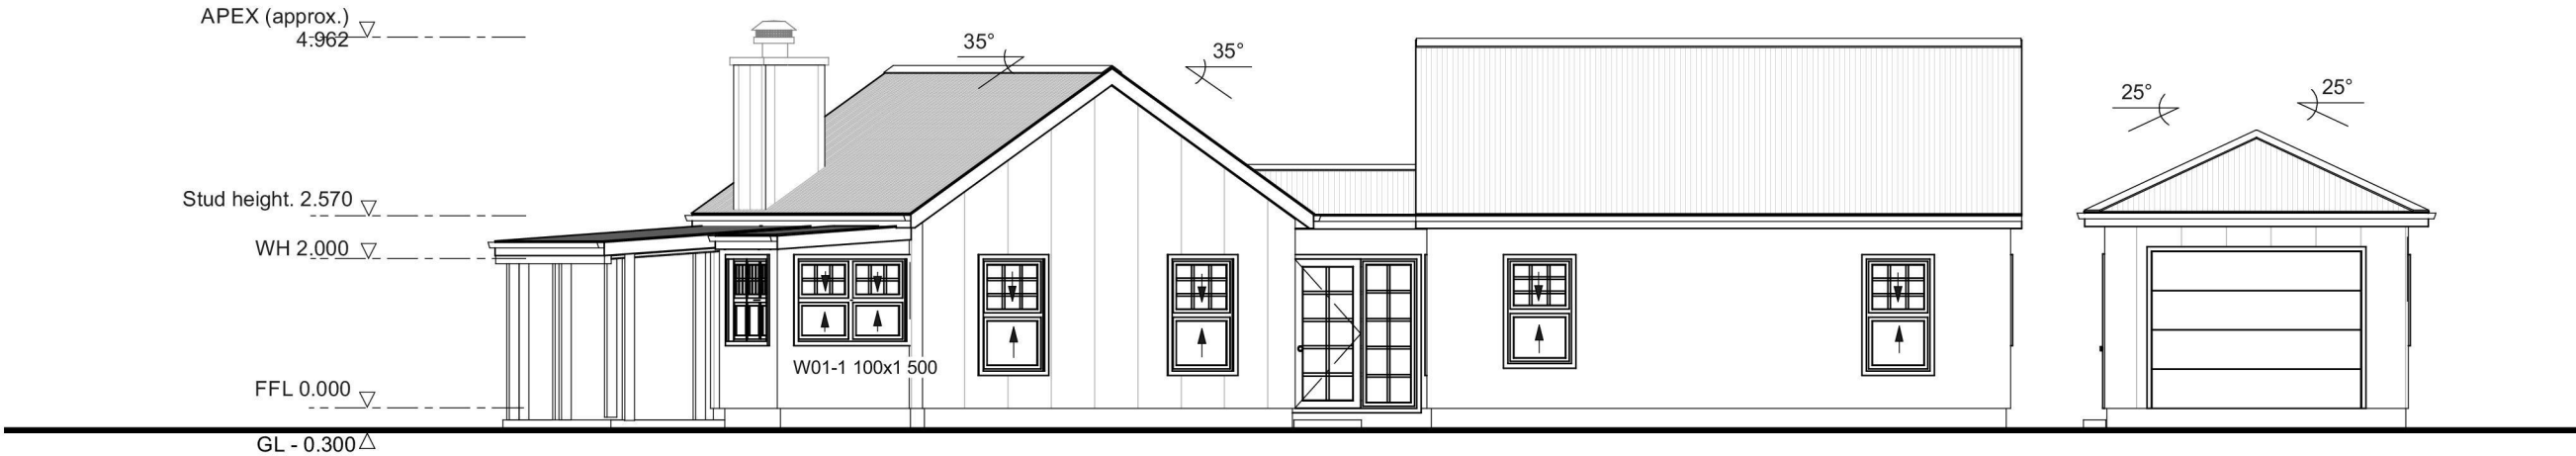 APEX (approx.)
4.962
35°
35°
25°
25°
Stud height. 2.570
WH 2.000
W01-1 100x1 500
FFL 0.000
GL - 0.300